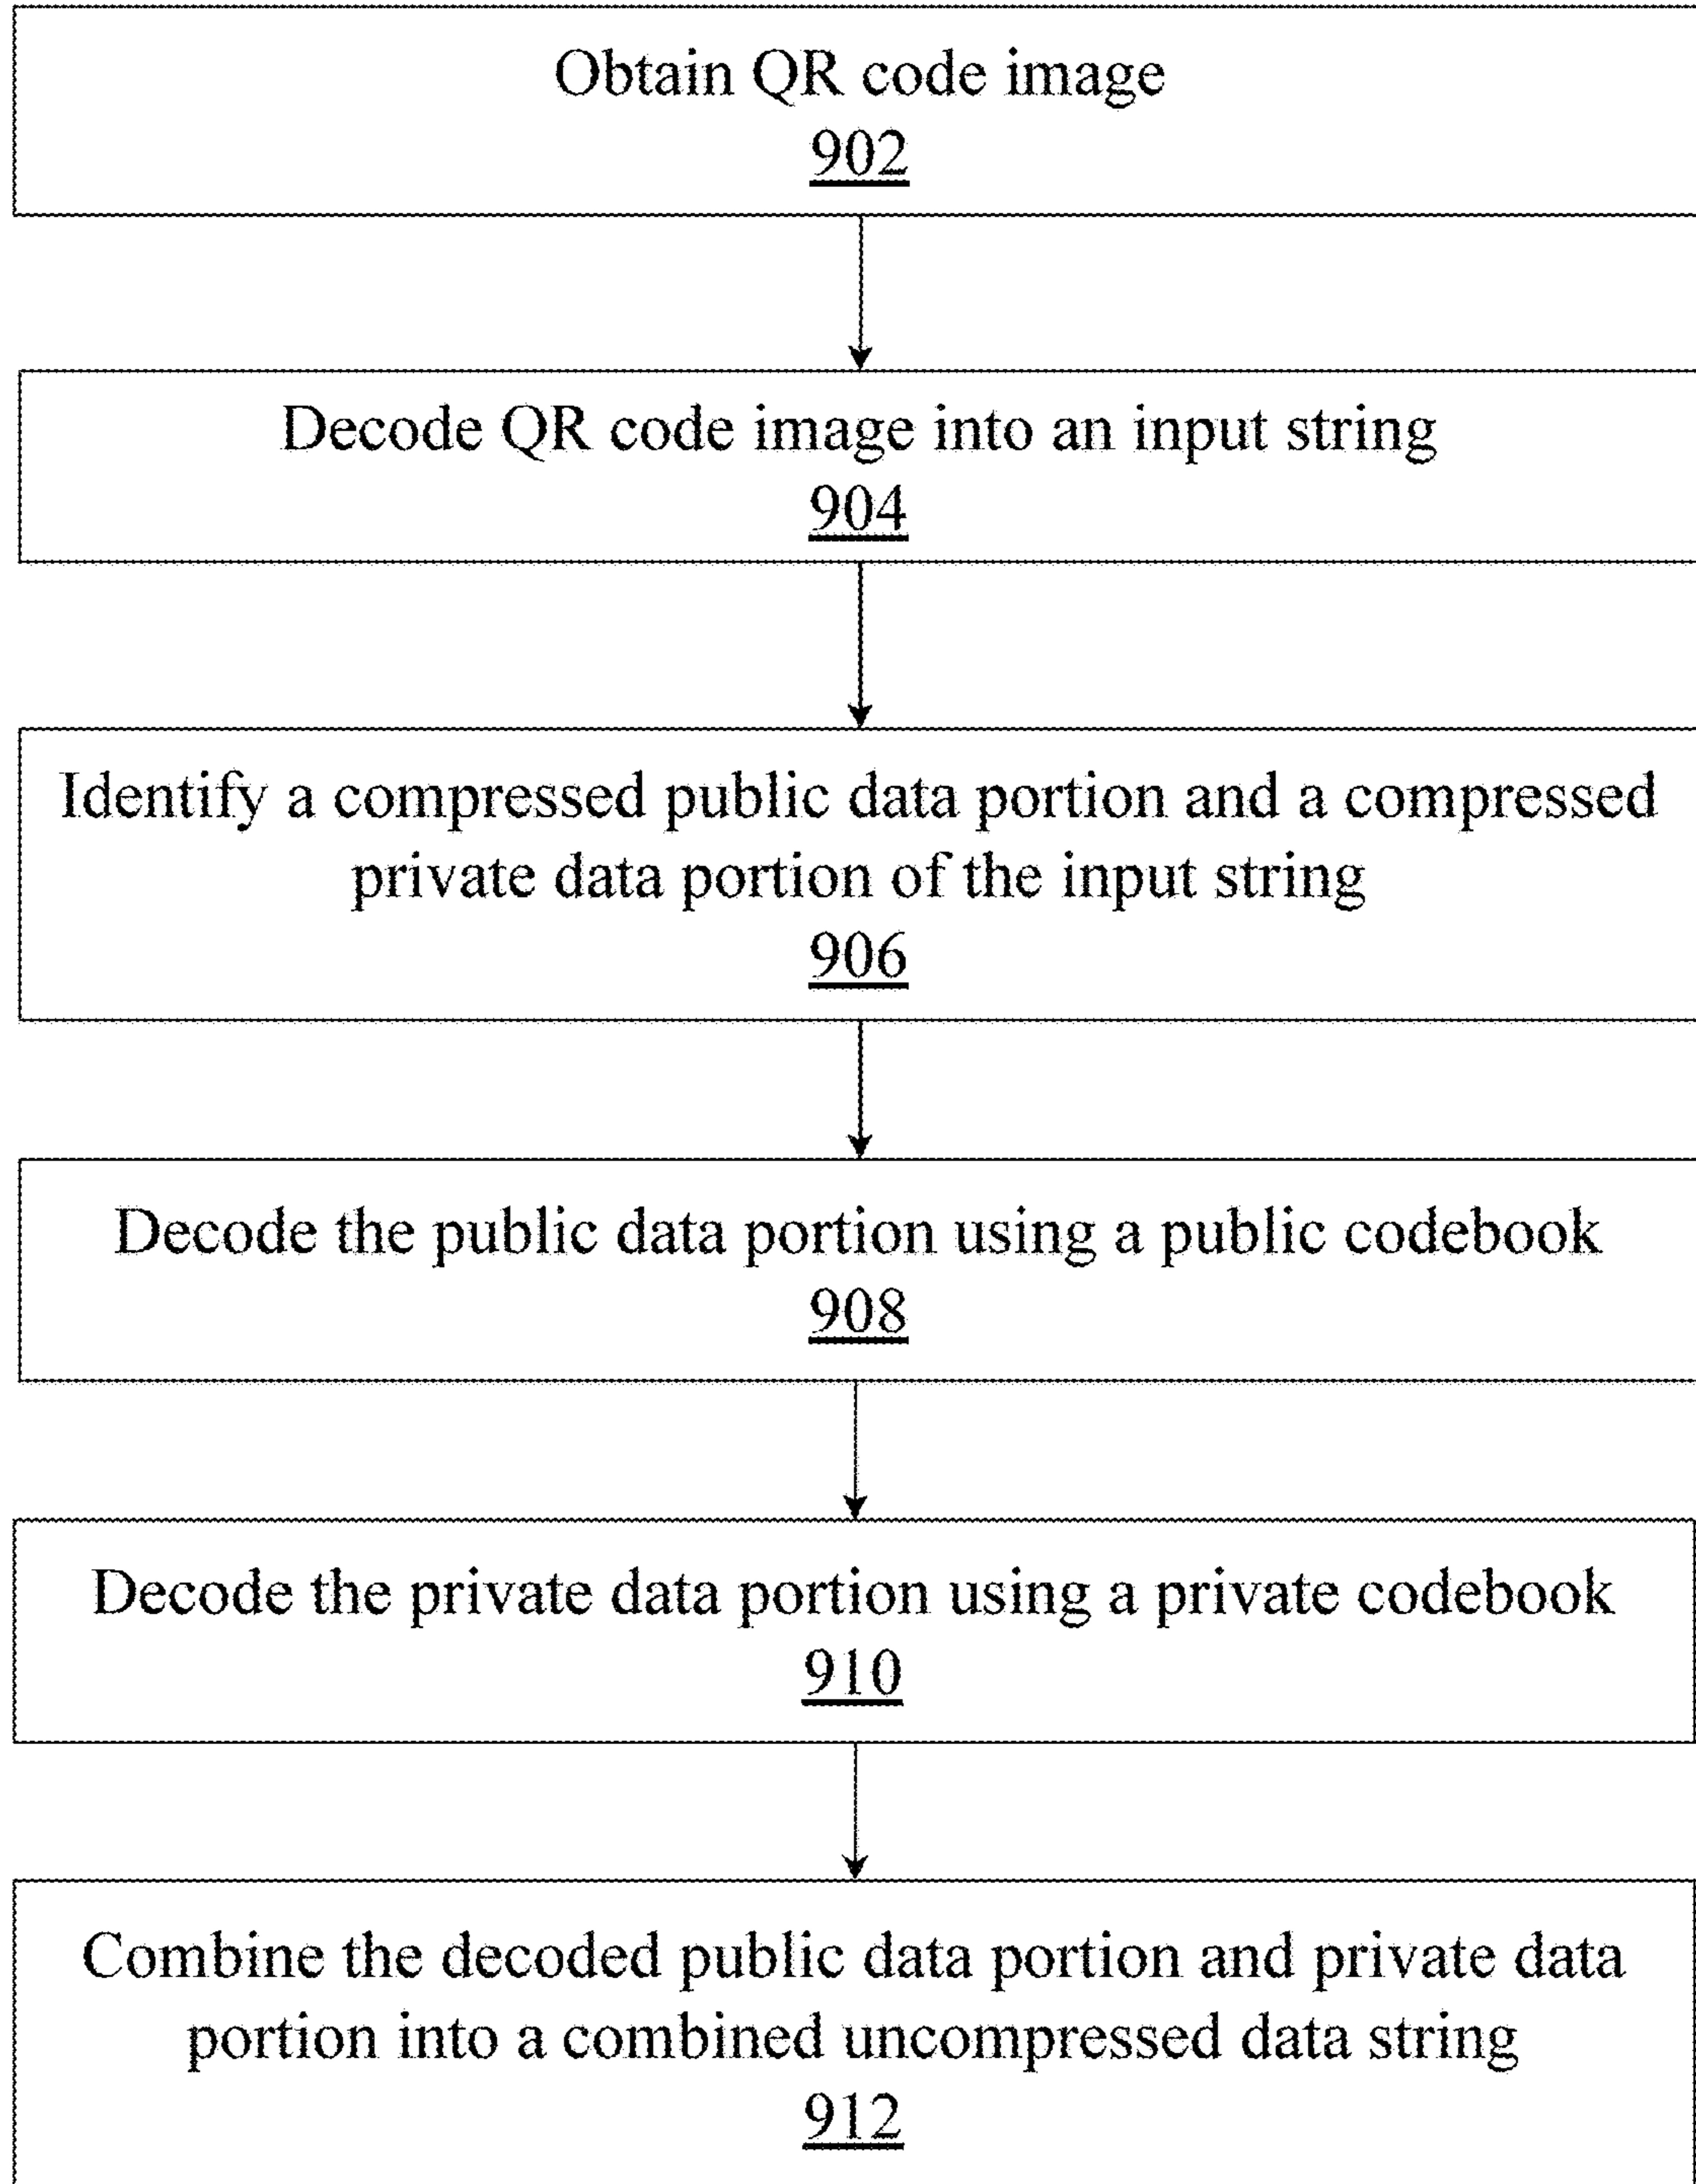 Obtain QR code image
902
Decode QR code image into an input string
904
Identify a compressed public data portion and a compressed
private data portion of the input string
906
Decode the public data portion using a public codebook
908
Decode the private data portion using a private codebook
910
Combine the decoded public data portion and private data
portion into a combined uncompressed data string
912